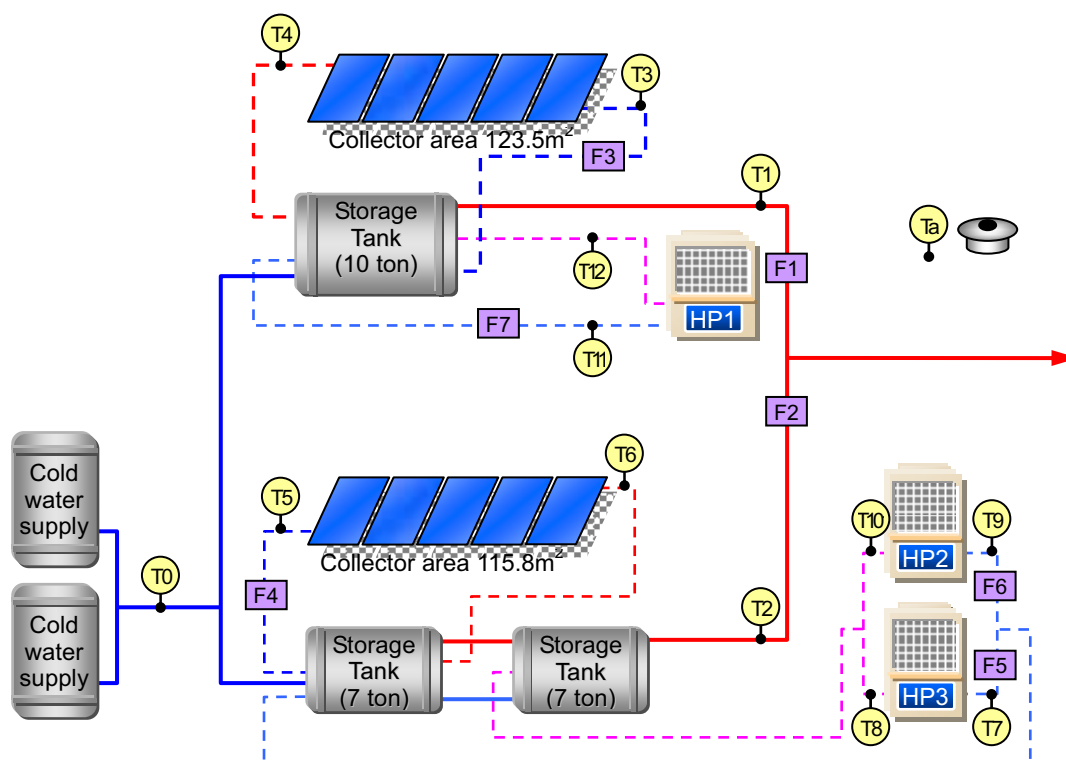 T4
T3
Collector area 123.5m²
F3
T1
Storage
Tank
(10 ton)
Ta
T12
F1
HP1
F7
T11
F2
Cold
water
supply
T6
T5
T10
T9
Collector area 115.8m²
HP2
T0
F4
F6
T2
Cold
water
supply
Storage
Tank
(7 ton)
Storage
Tank
(7 ton)
F5
HP3
T8
T7